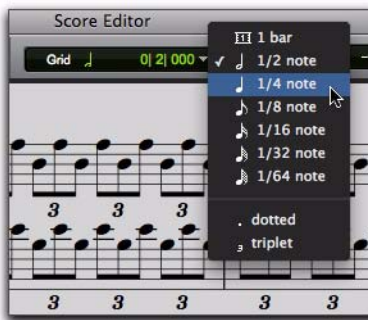 Score Editor
Grid 0| 2| 000
1 bar
✓ 1/2 note
1/4 note
1/8 note
1/16 note
1/32 note
1/64 note
. dotted
3 triplet
3 3 3
3 3 3 3 3